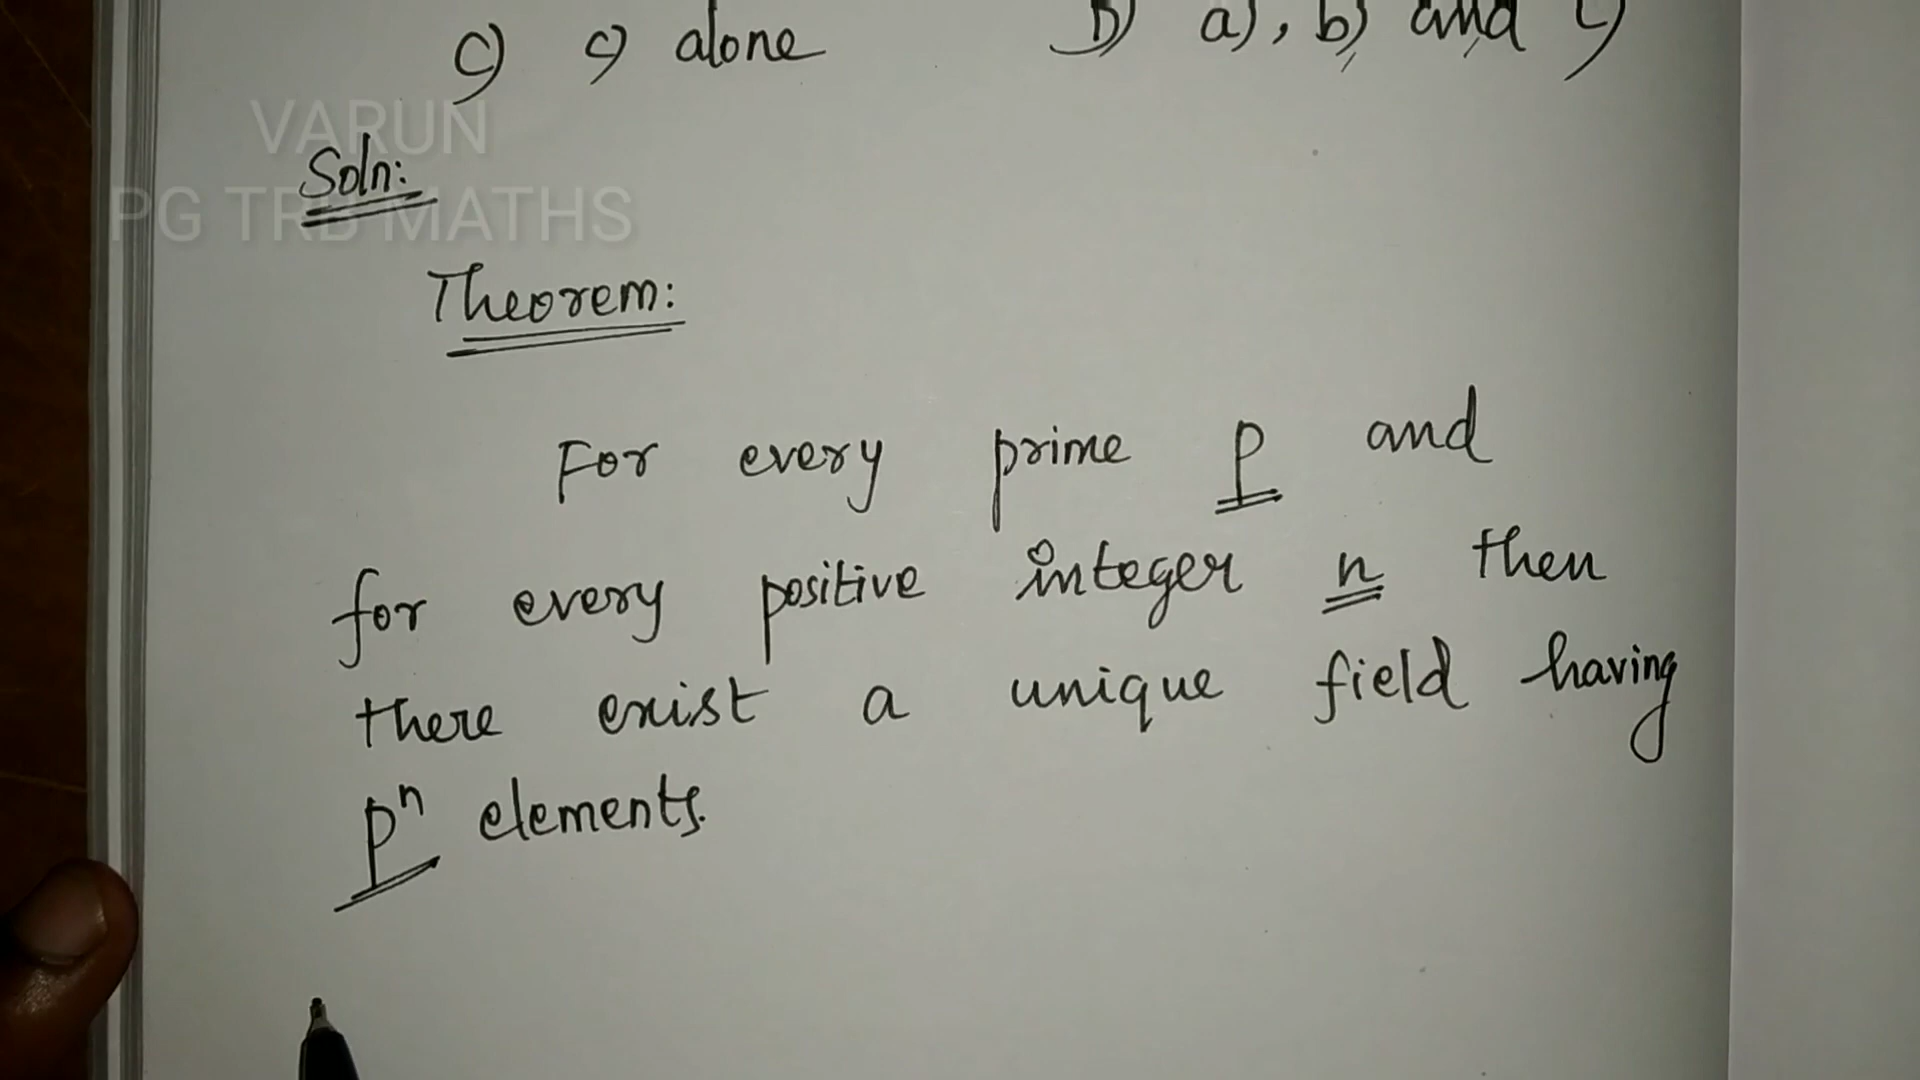 C) c) alone D) a), b) and c)
VARUN
Soln:
PG TRB MATHS
Theorem:
For every prime p and
for every positive integer n then
there exist a unique field having
pⁿ elements.